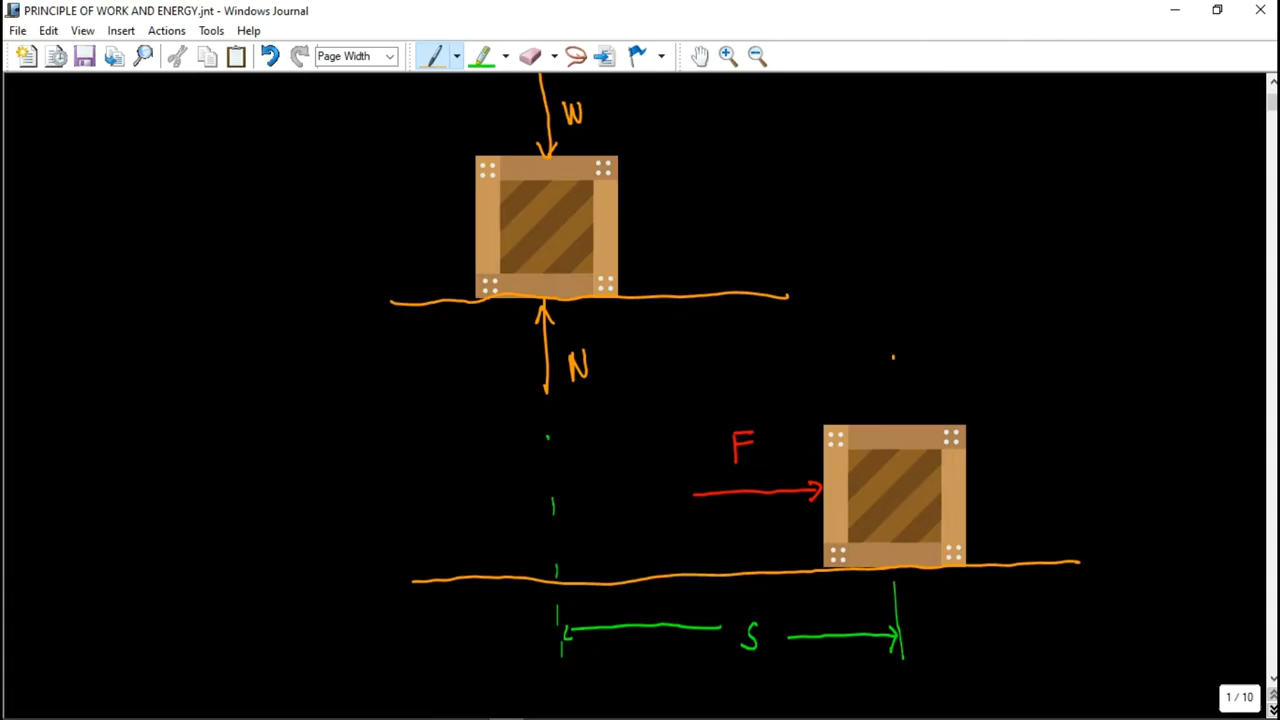 PRINCIPLE OF WORK AND ENERGY.jnt - Windows Journal
File Edit View Insert Actions Tools Help
Page Width
W
N
F
S
1 / 10